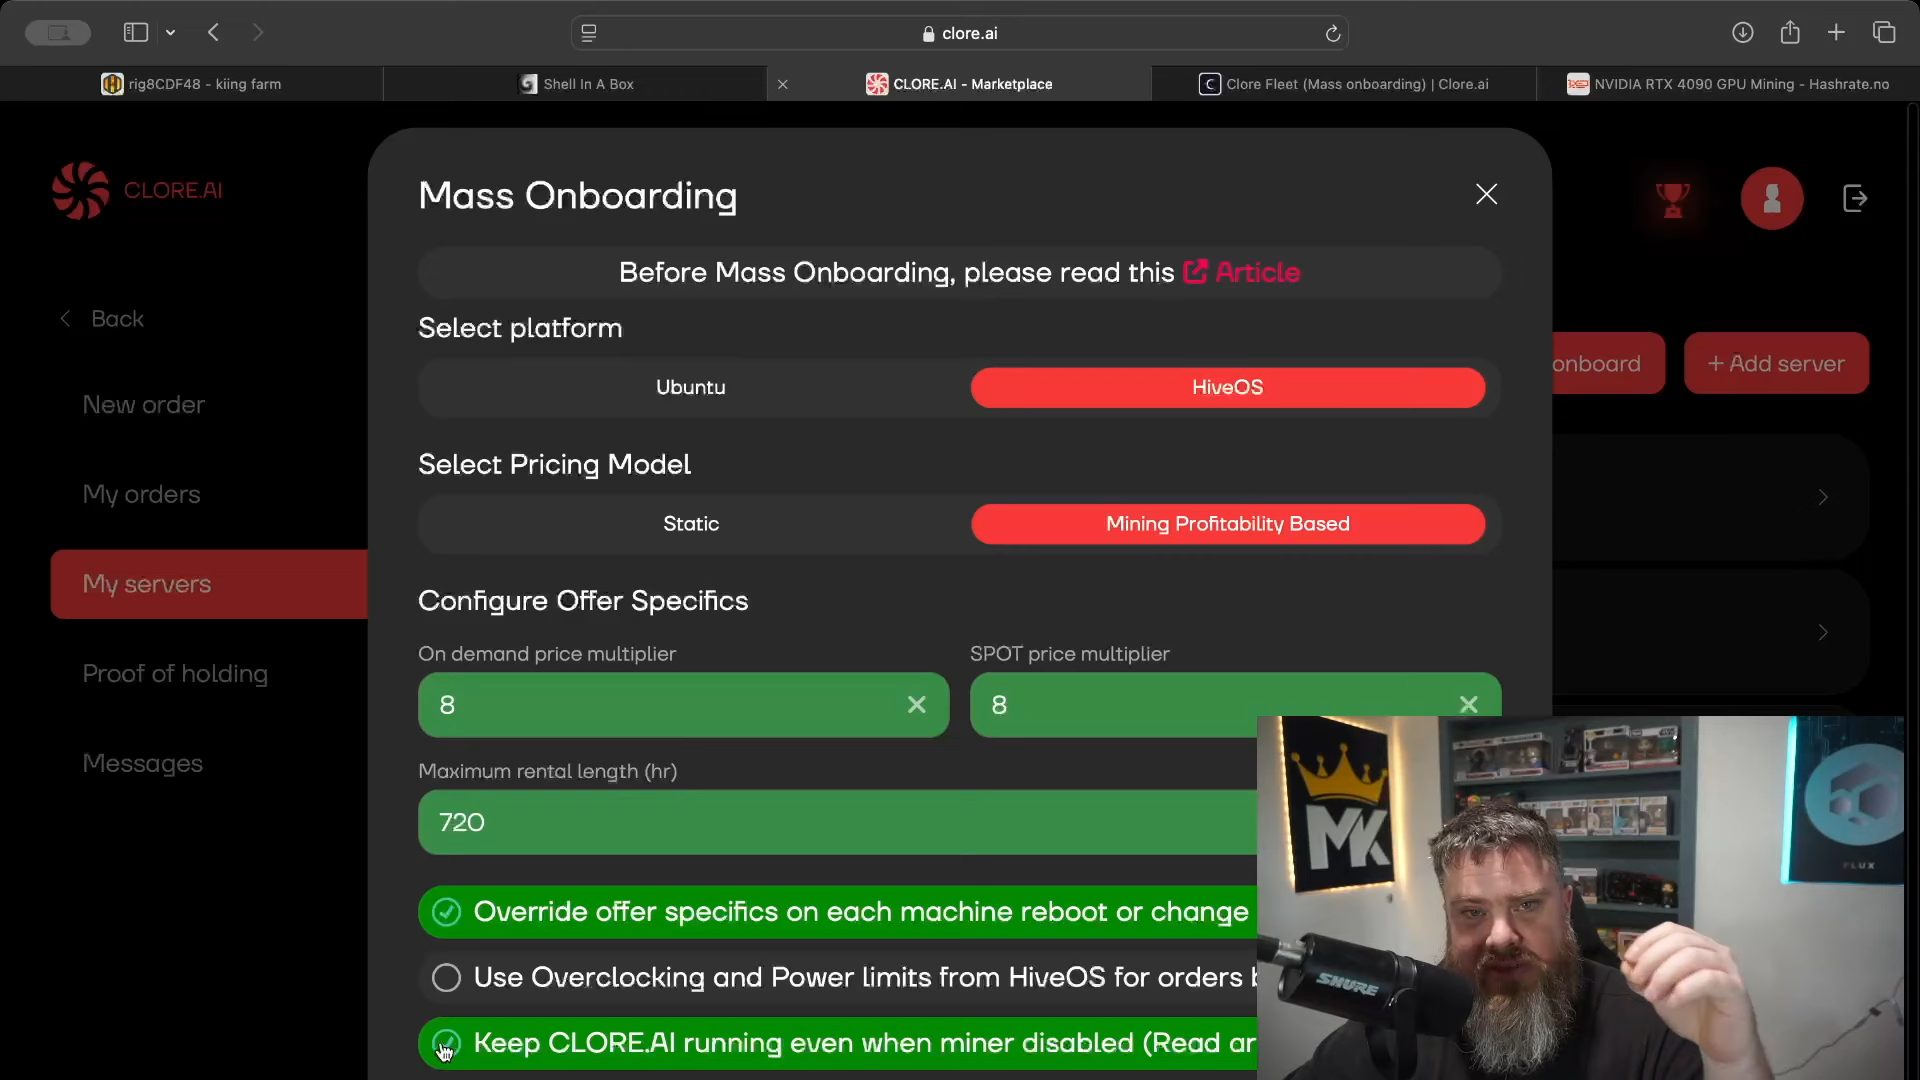 clore.ai
rig8CDF48 - kiing farm
Shell In A Box
CLORE.AI - Marketplace
Clore Fleet (Mass onboarding) | Clore.ai
NVIDIA RTX 4090 GPU Mining - Hashrate.no
CLORE.AI
Mass Onboarding
Before Mass Onboarding, please read this Article
Back
Select platform
Ubuntu
HiveOS
onboard
+ Add server
New order
Select Pricing Model
My orders
Static
Mining Profitability Based
My servers
Configure Offer Specifics
On demand price multiplier
SPOT price multiplier
Proof of holding
8
8
Messages
Maximum rental length (hr)
720
Override offer specifics on each machine reboot or change
Use Overclocking and Power limits from HiveOS for orders
Keep CLORE.AI running even when miner disabled (Read
MK
FLUX
SHURE